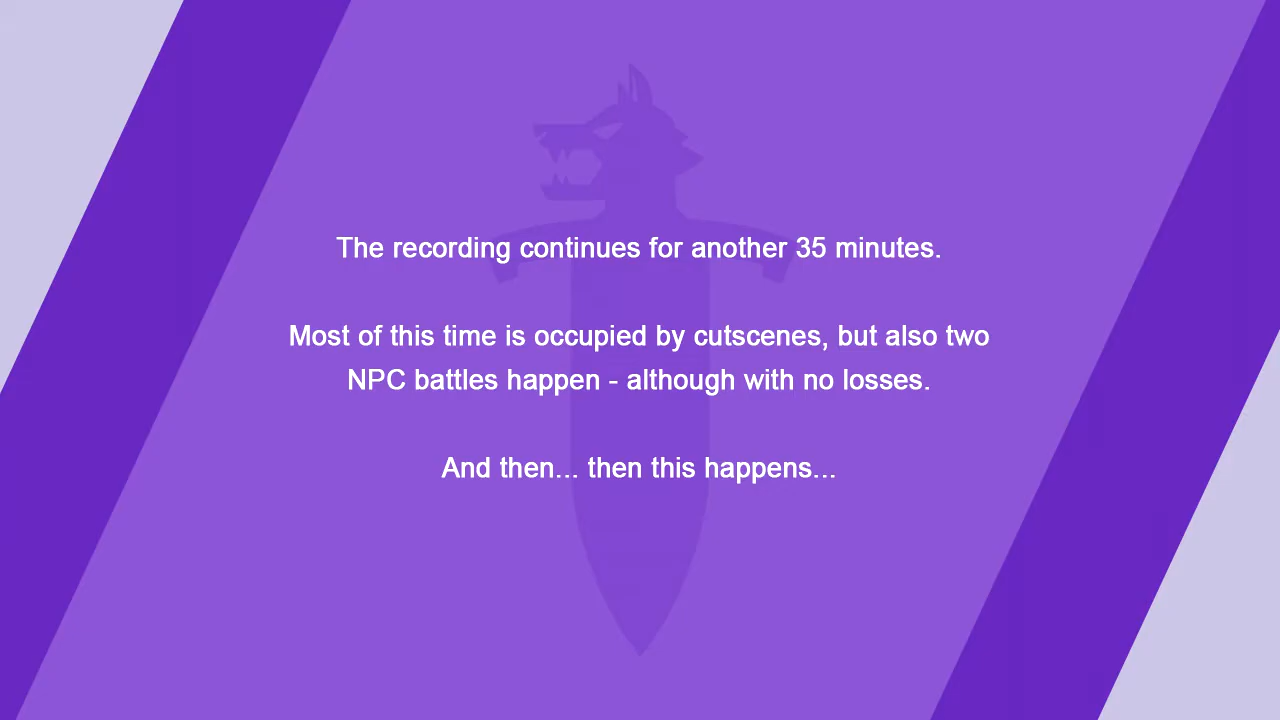 The recording continues for another 35 minutes.
Most of this time is occupied by cutscenes, but also two
NPC battles happen - although with no losses.
And then... then this happens...